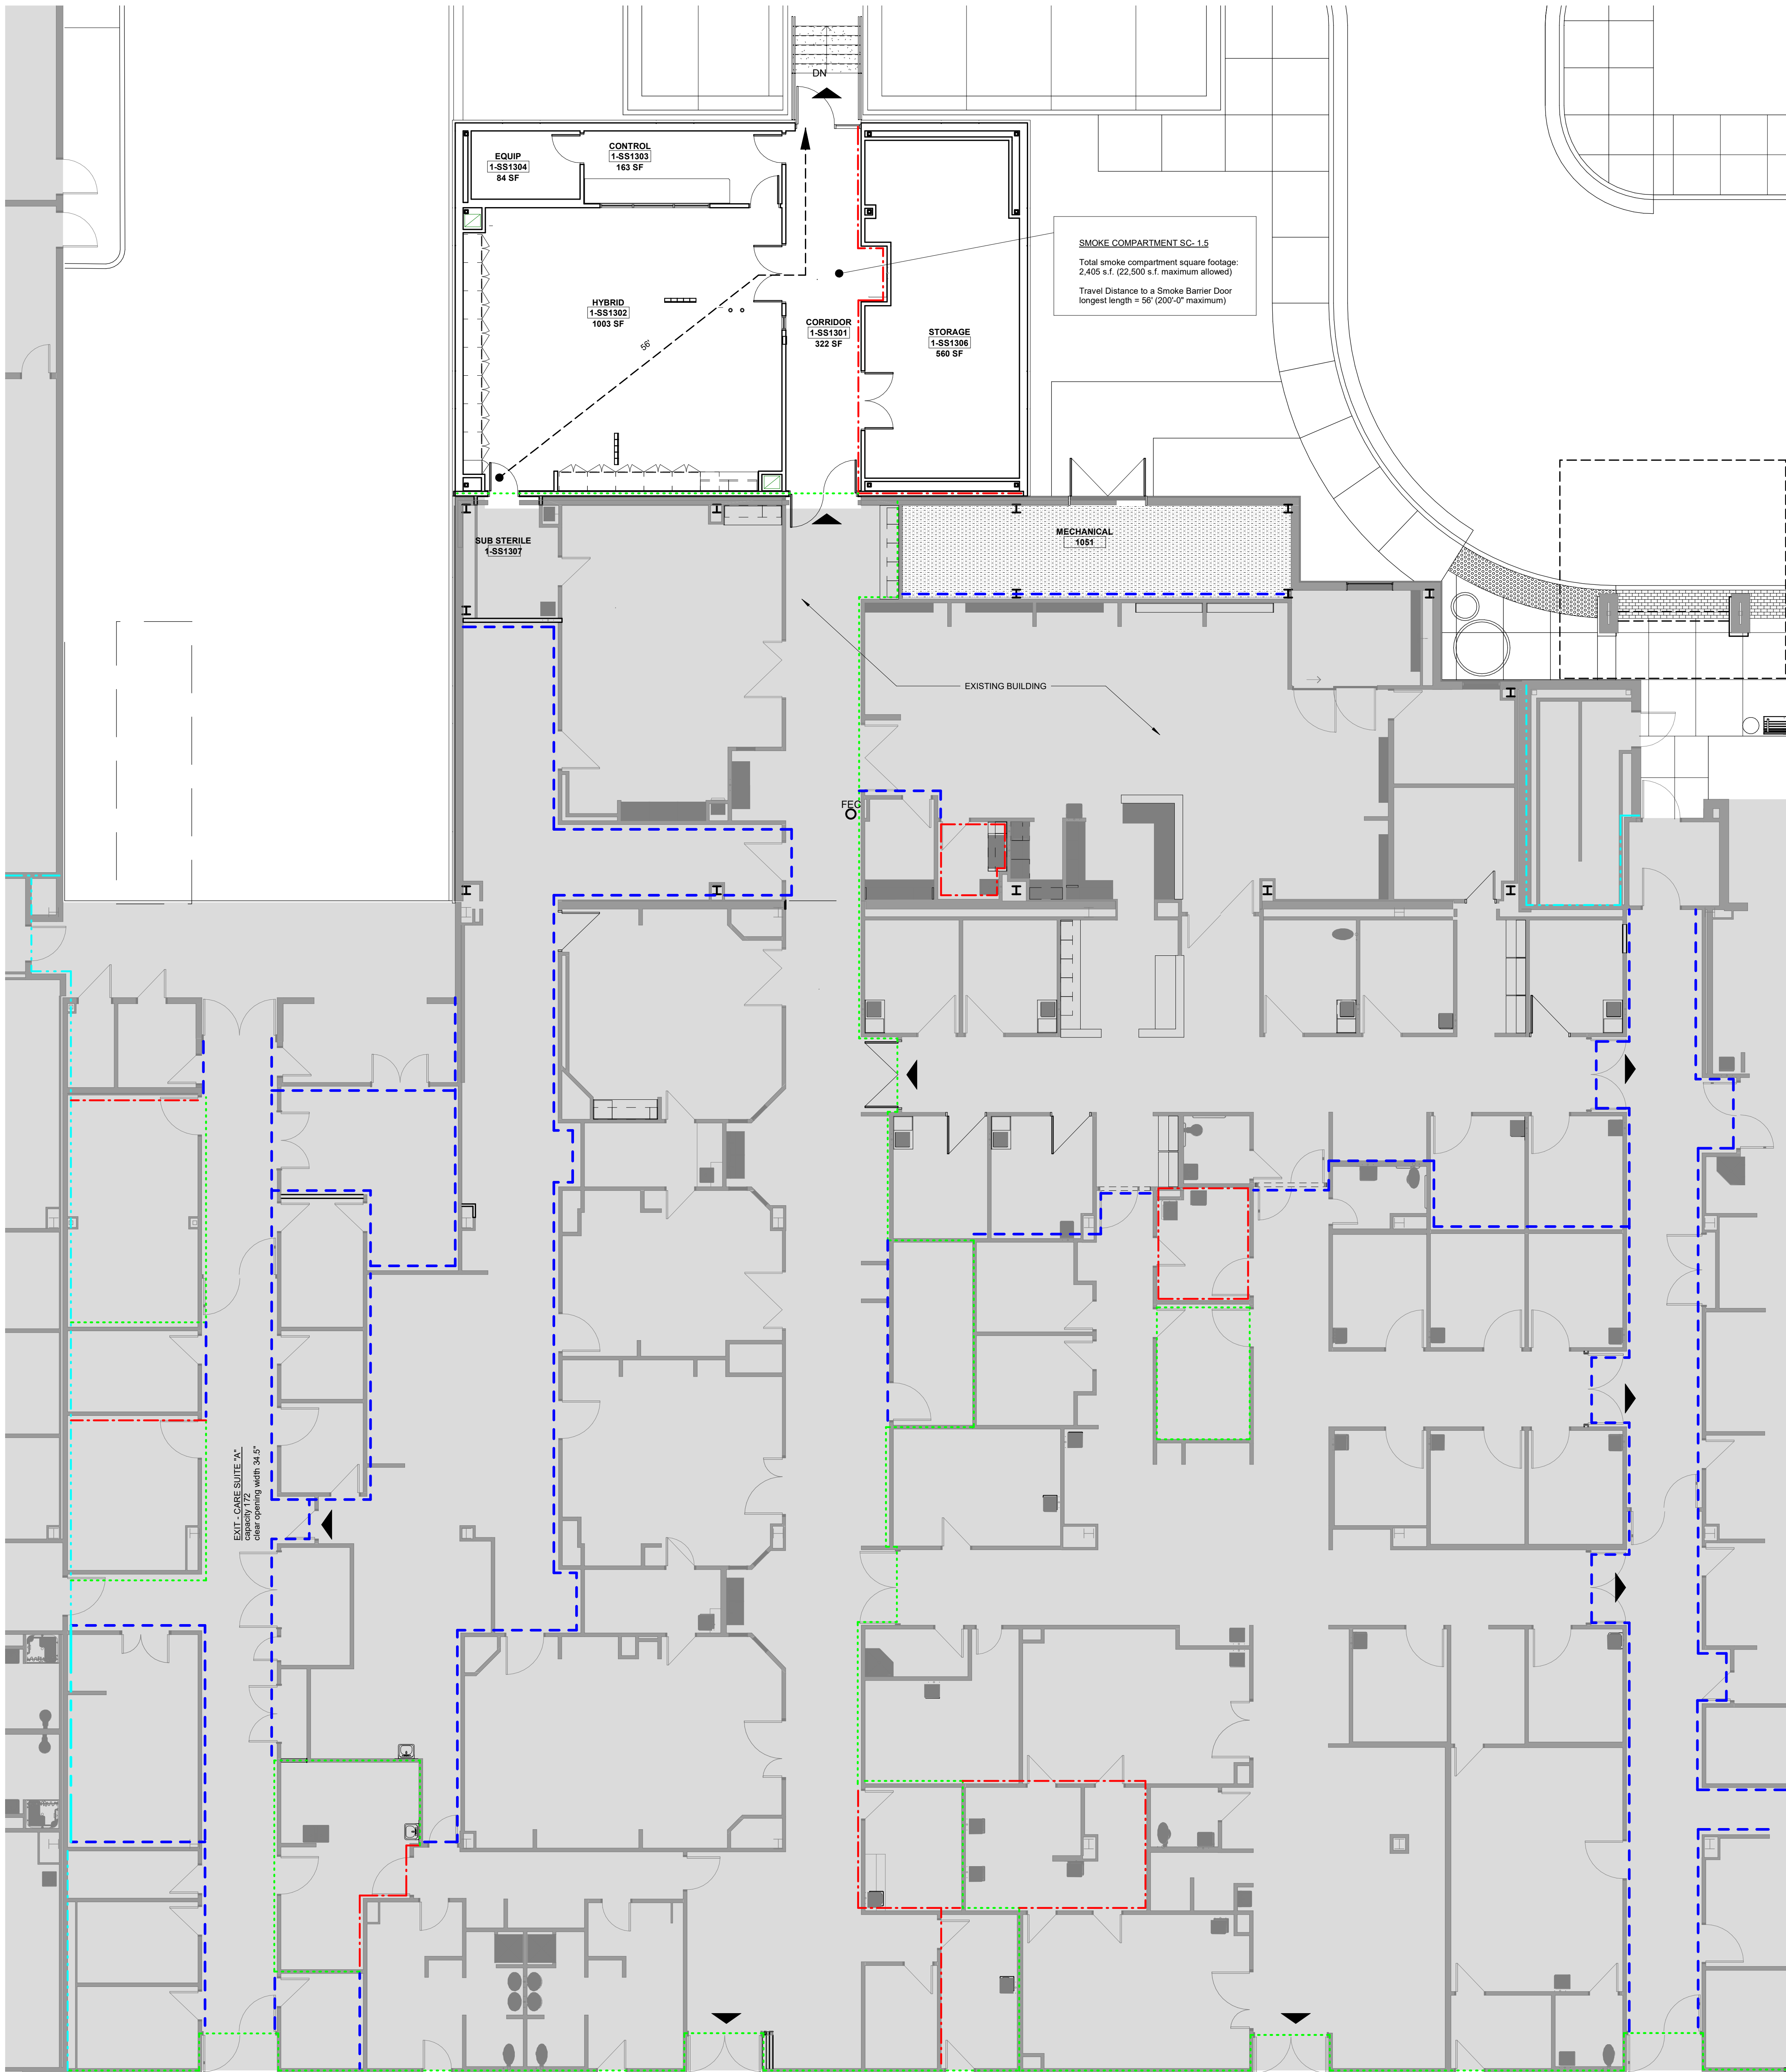 DN
EQUIP
1-SS1304
84 SF
CONTROL
1-SS1303
163 SF
SMOKE COMPARTMENT SC- 1.5
Total smoke compartment square footage:
2,405 s.f. (22,500 s.f. maximum allowed)
Travel Distance to a Smoke Barrier Door
longest length = 56' (200'-0" maximum)
HYBRID
1-SS1302
1003 SF
56'
CORRIDOR
1-SS1301
322 SF
STORAGE
1-SS1306
560 SF
SUB STERILE
1-SS1307
MECHANICAL
1051
EXISTING BUILDING
FEC
EXIT - CARE SUITE "A"
capacity 172
clear opening width 34.5"